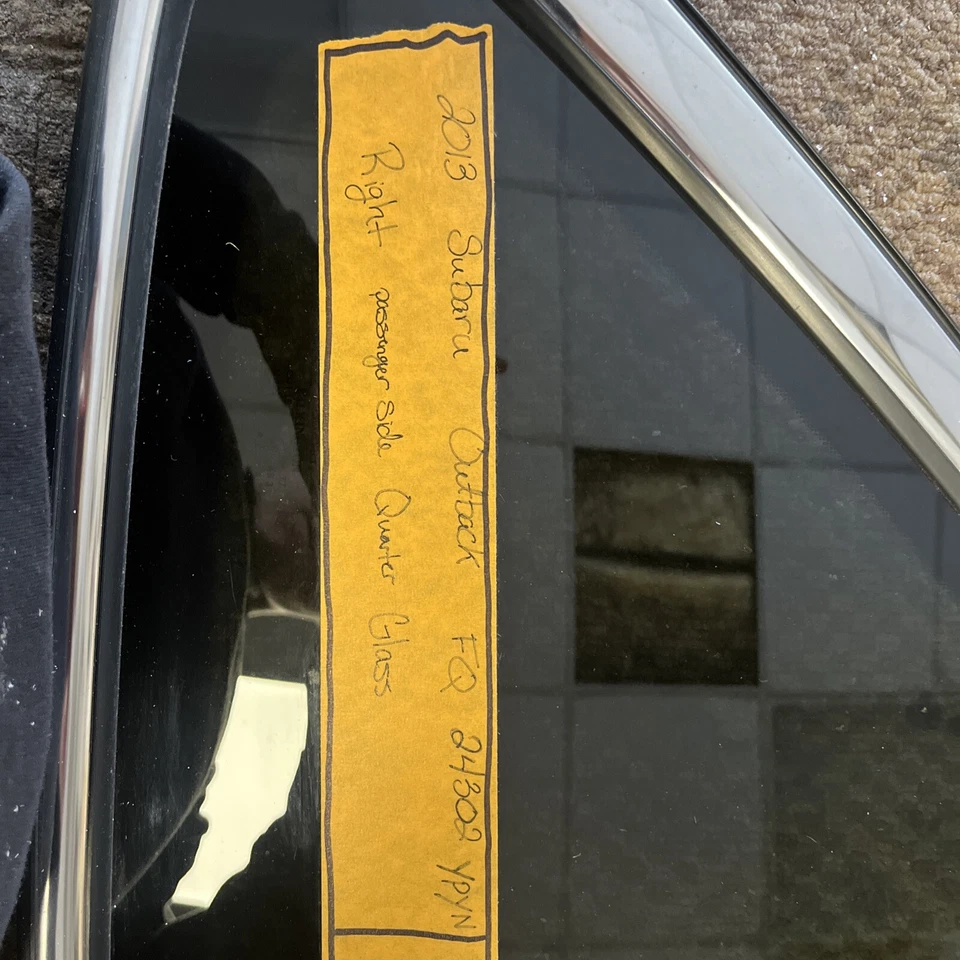 2013 Subaru Outback FQ 24302 YPYN
Right passenger side Quarter Glass